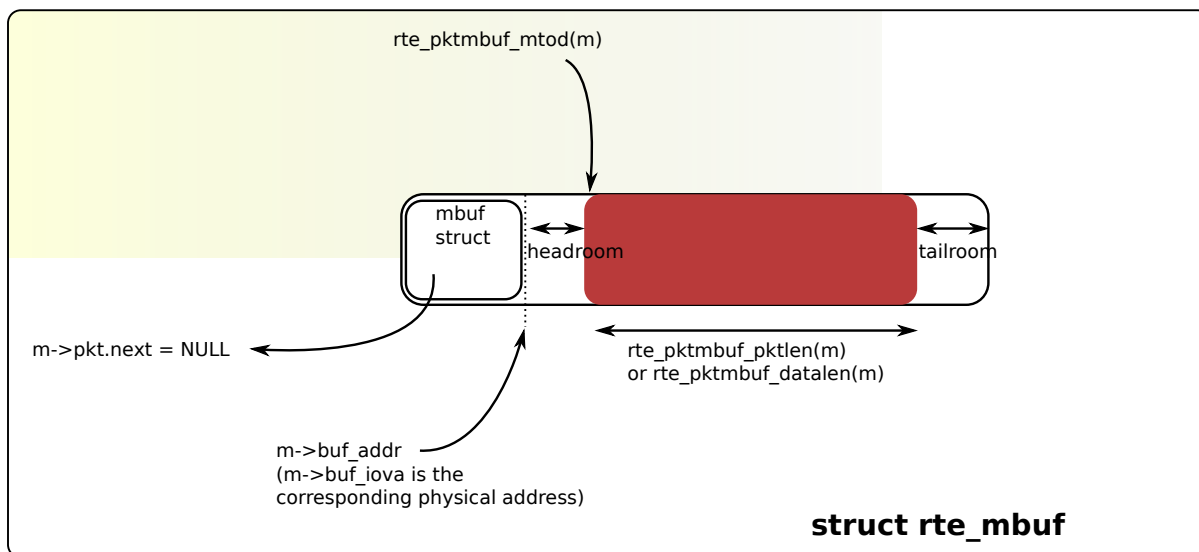 rte_pktmbuf_mtod(m)
mbuf
struct
headroom
tailroom
m->pkt.next = NULL
rte_pktmbuf_pktlen(m)
or rte_pktmbuf_datalen(m)
m->buf_addr
(m->buf_iova is the
corresponding physical address)
struct rte_mbuf